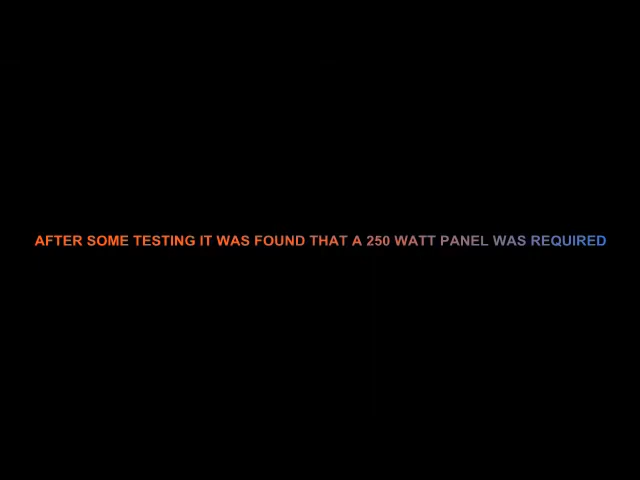 AFTER SOME TESTING IT WAS FOUND THAT A 250 WATT PANEL WAS REQUIRED